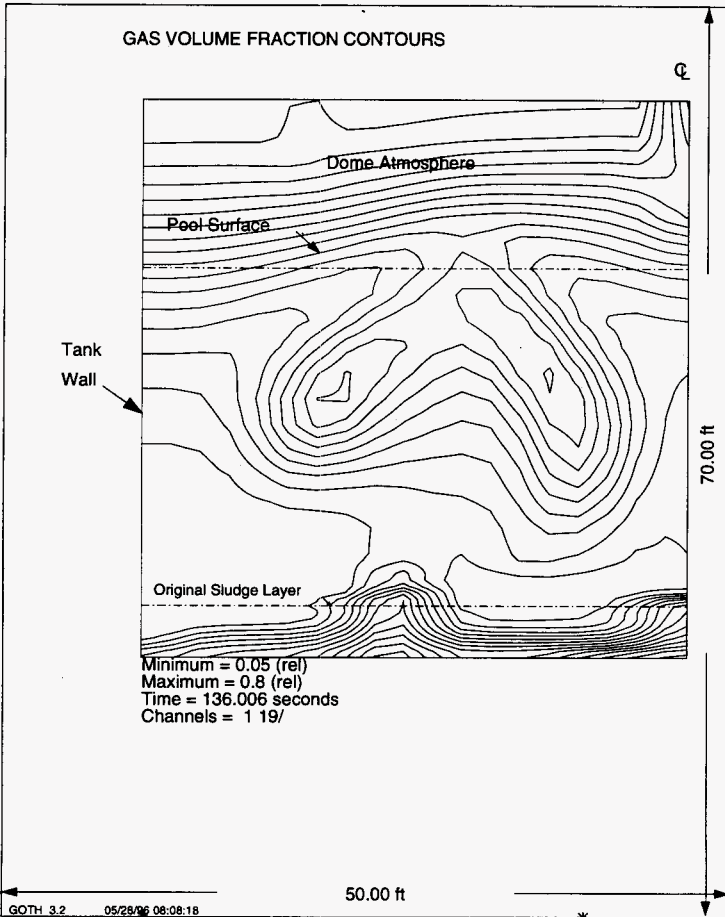 GAS VOLUME FRACTION CONTOURS
℄
Dome Atmosphere
Pool Surface
Tank
Wall
70.00 ft
Original Sludge Layer
Minimum = 0.05 (rel)
Maximum = 0.8 (rel)
Time = 136.006 seconds
Channels = 1 19/
50.00 ft
GOTH 3.2 05/28/96 08:08:18